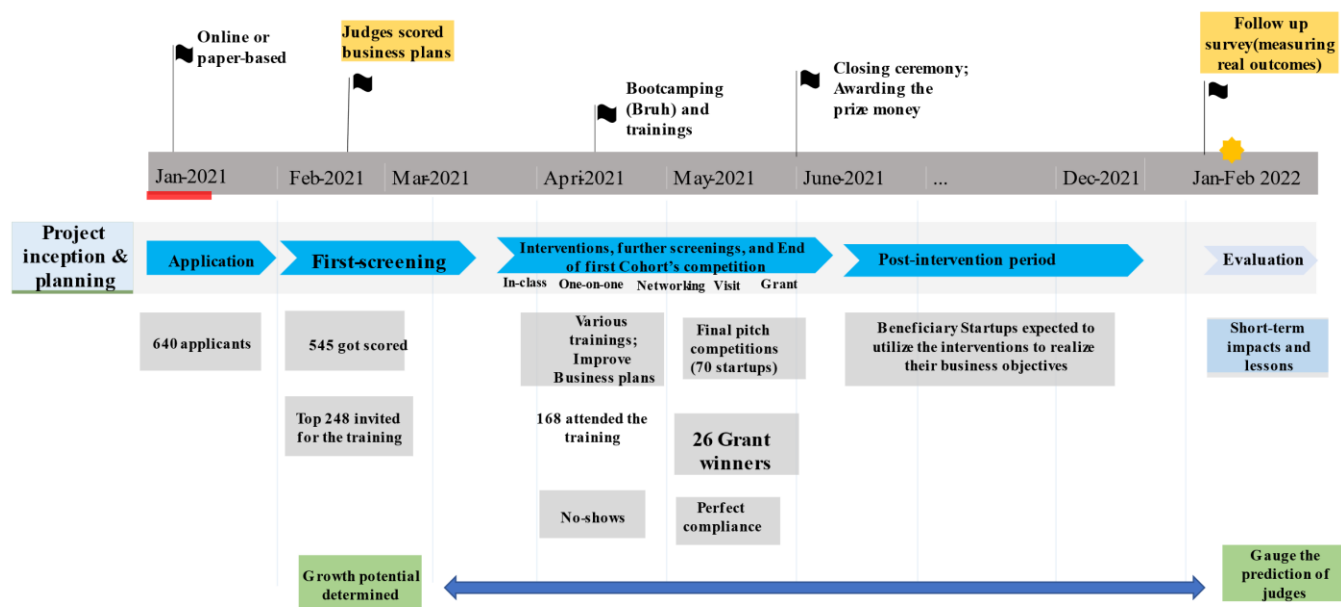 Online or
paper-based
Judges scored
business plans
Bootcamping
(Bruh) and
trainings
Closing ceremony;
Awarding the
prize money
Follow up
survey(measuring
real outcomes)
Jan-2021
Feb-2021
Mar-2021
Apri-2021
May-2021
June-2021
...
Dec-2021
Jan-Feb 2022
Project
inception &
planning
Application
First-screening
Interventions, further screenings, and End
of first Cohort's competition
Post-intervention period
Evaluation
In-class
One-on-one
Networking
Visit
Grant
640 applicants
545 got scored
Various
trainings;
Improve
Business plans
Final pitch
competitions
(70 startups)
Beneficiary Startups expected to
utilize the interventions to realize
their business objectives
Short-term
impacts and
lessons
Top 248 invited
for the training
168 attended the
training
26 Grant
winners
No-shows
Perfect
compliance
Growth potential
determined
Gauge the
prediction of
judges